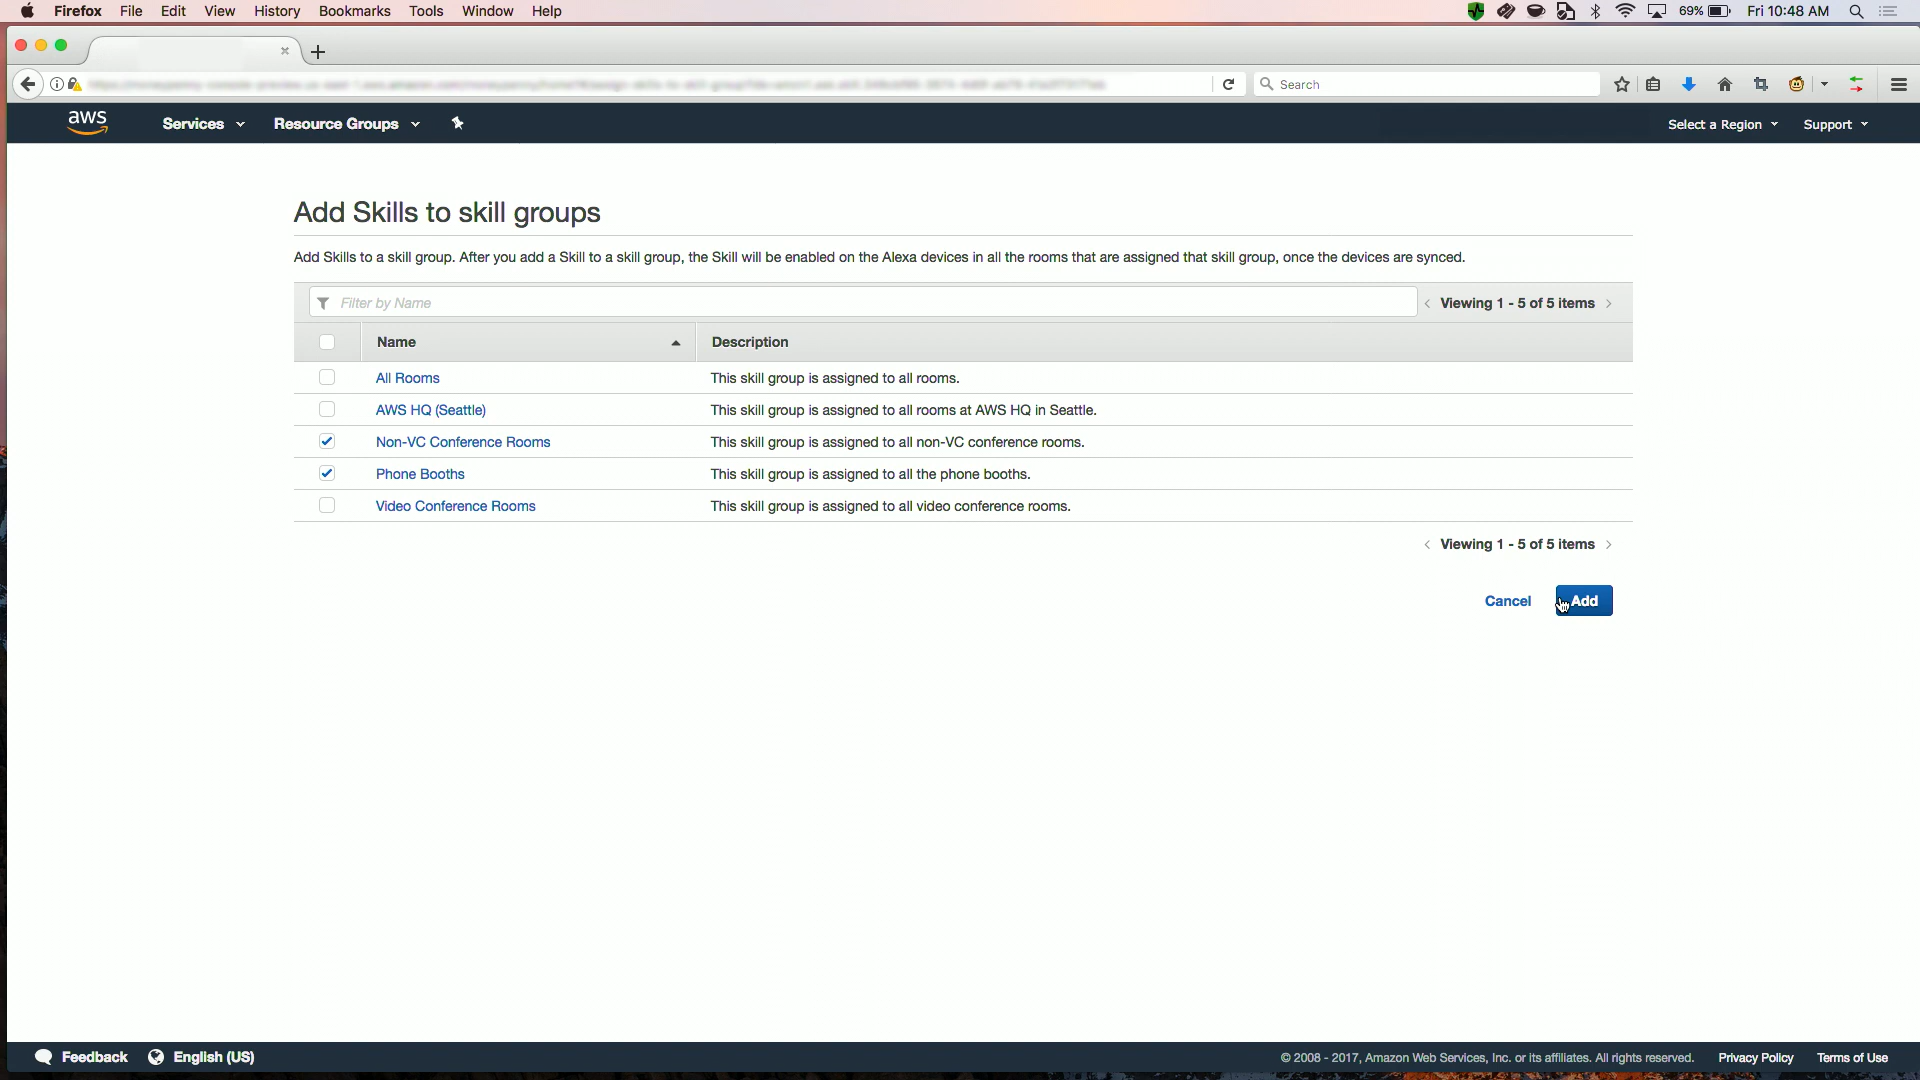 Firefox File Edit View History Bookmarks Tools Window Help 69% Fri 10:48 AM
Search
aws Services Resource Groups Select a Region Support
Add Skills to skill groups
Add Skills to a skill group. After you add a Skill to a skill group, the Skill will be enabled on the Alexa devices in all the rooms that are assigned that skill group, once the devices are synced.
Filter by Name Viewing 1 - 5 of 5 items
Name Description
All Rooms This skill group is assigned to all rooms.
AWS HQ (Seattle) This skill group is assigned to all rooms at AWS HQ in Seattle.
Non-VC Conference Rooms This skill group is assigned to all non-VC conference rooms.
Phone Booths This skill group is assigned to all the phone booths.
Video Conference Rooms This skill group is assigned to all video conference rooms.
Viewing 1 - 5 of 5 items
Cancel Add
Feedback English (US) © 2008 - 2017, Amazon Web Services, Inc. or its affiliates. All rights reserved. Privacy Policy Terms of Use